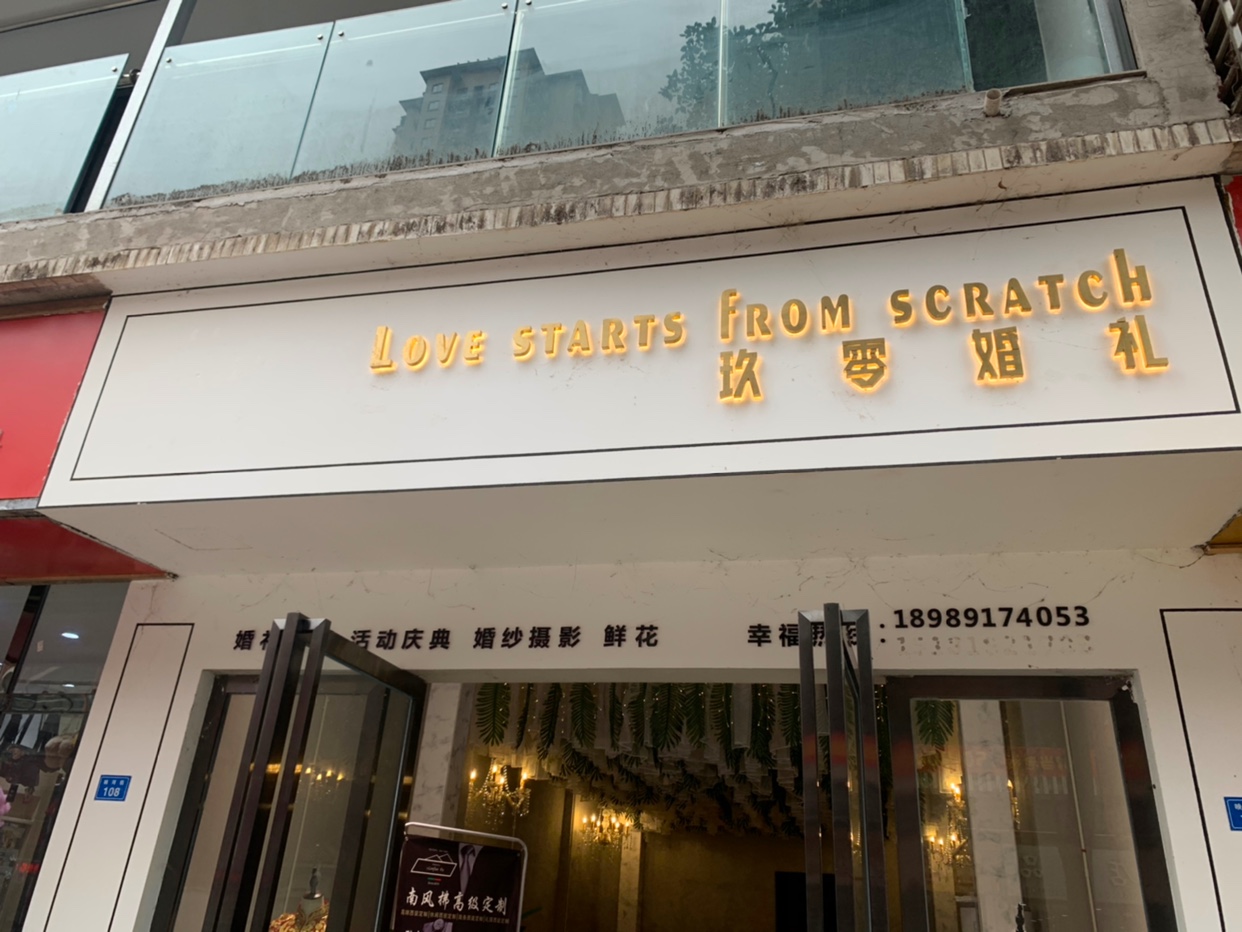 LOVE STARTS FROM SCRATCH
玖零婚礼
活动庆典 婚纱摄影 鲜花
18989174053
108
南风梯高级定制